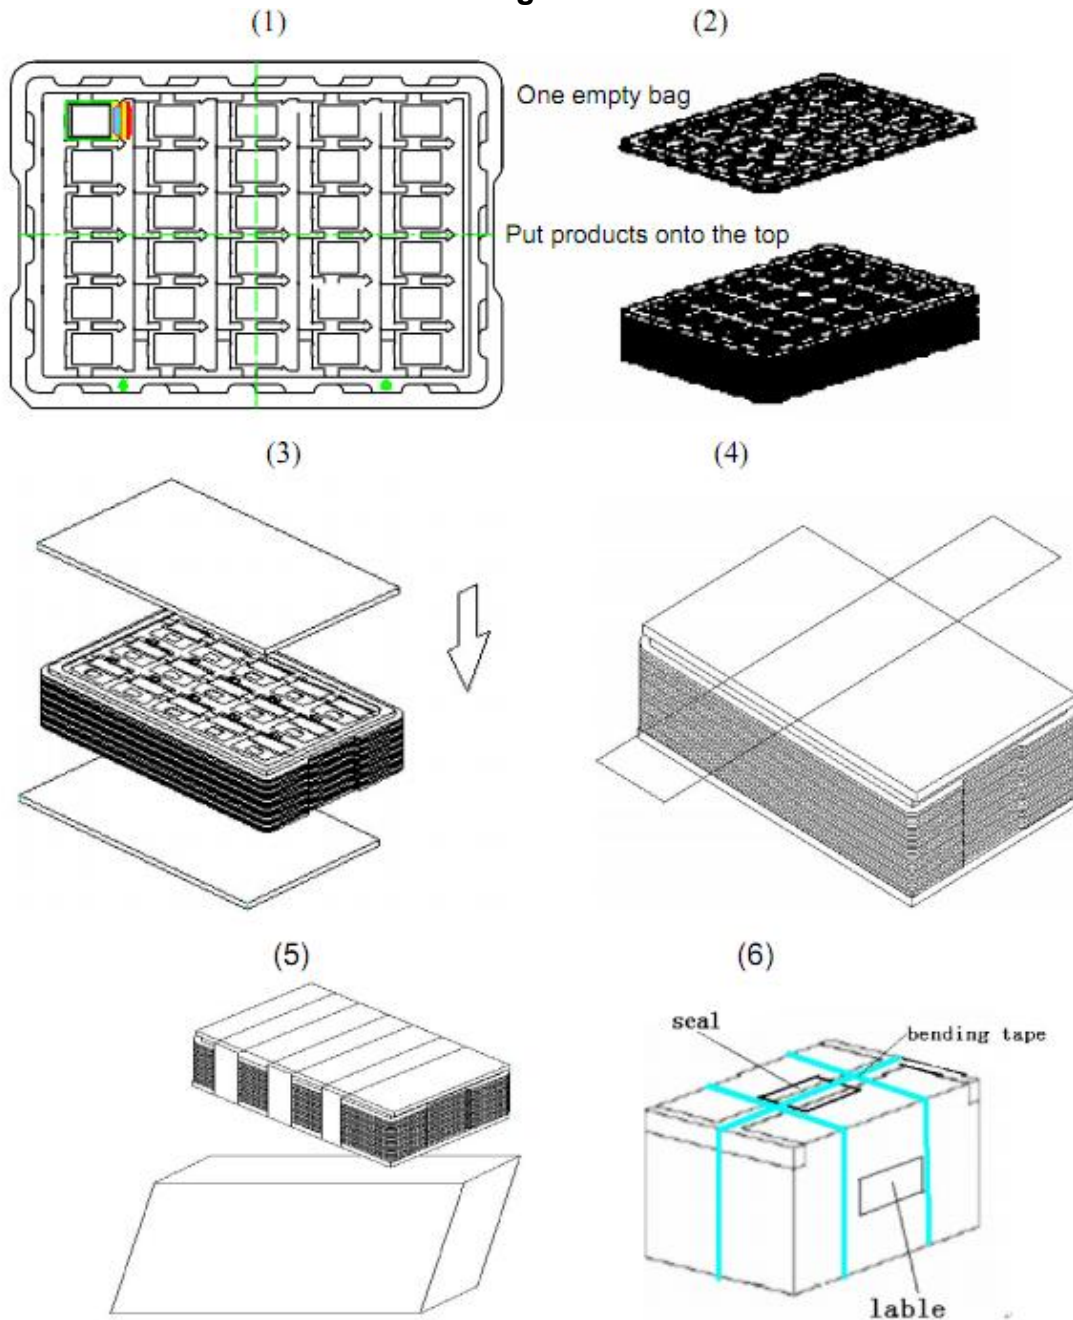 (1)
(2)
One empty bag
Put products onto the top
(3)
(4)
(5)
(6)
seal
bending tape
lable